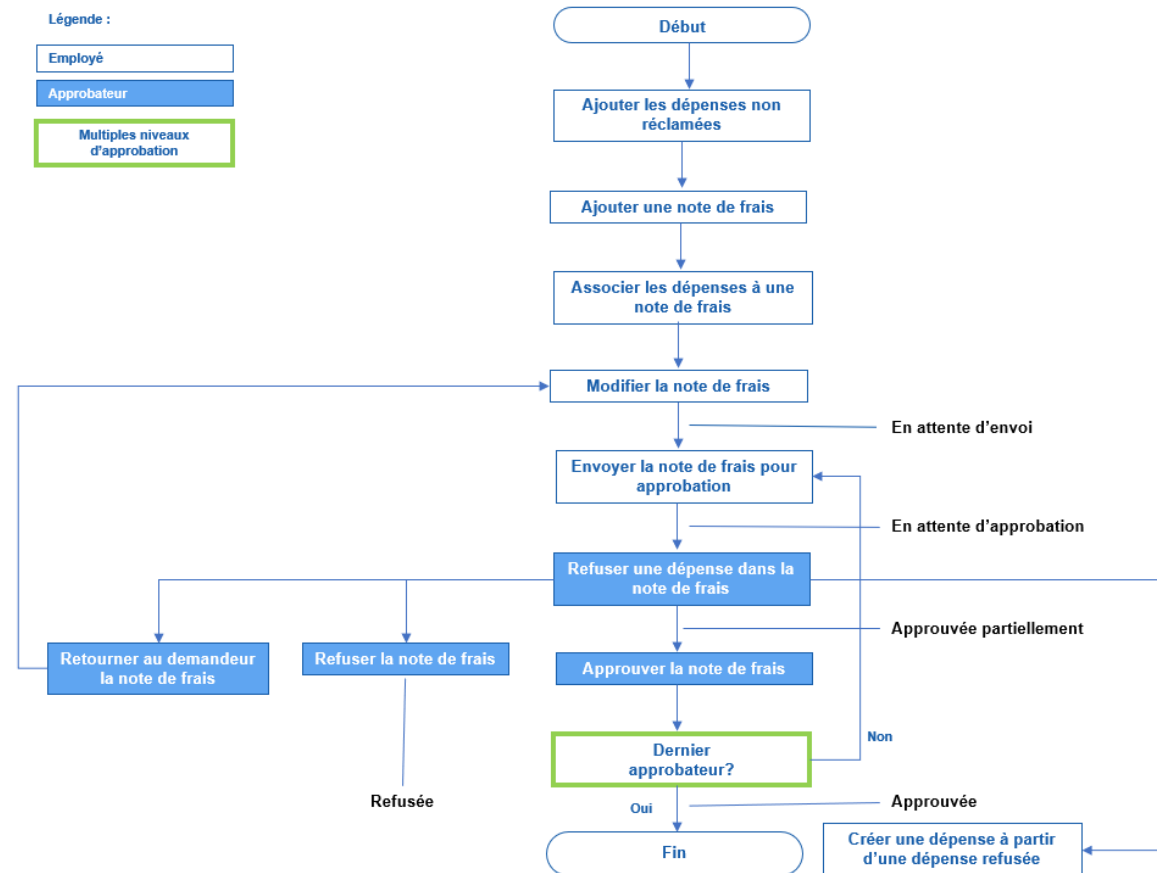 Légende :
Employé
Approbateur
Multiples niveaux
d'approbation
Début
Ajouter les dépenses non
réclamées
Ajouter une note de frais
Associer les dépenses à une
note de frais
Modifier la note de frais
En attente d'envoi
Envoyer la note de frais pour
approbation
En attente d'approbation
Refuser une dépense dans la
note de frais
Approuvée partiellement
Retourner au demandeur
la note de frais
Refuser la note de frais
Approuver la note de frais
Non
Dernier
approbateur?
Refusée
Oui
Approuvée
Fin
Créer une dépense à partir
d'une dépense refusée